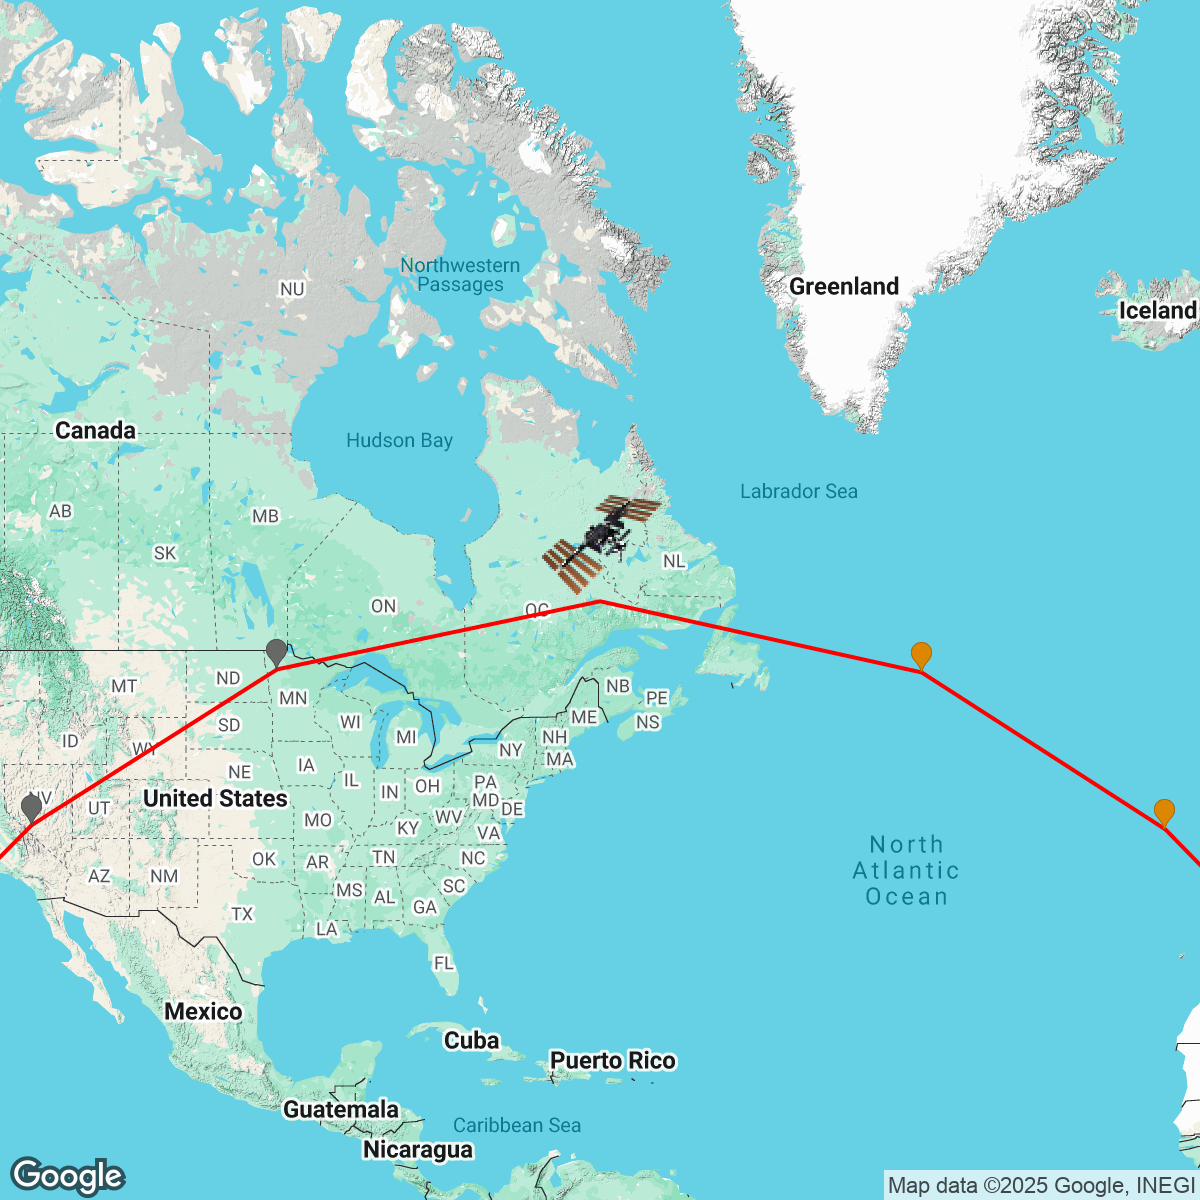 NU
Northwestern
Passages
Greenland
Iceland
Canada
Hudson Bay
Labrador Sea
AB
MB
SK
NL
ON
QC
MT
ND
MN
NB
PE
SD
WI
ME
NS
ID
WY
MI
NH
NY
MA
IA
NE
IL
IN
OH
PA
NV
UT
United States
MD
DE
MO
KY
WV
VA
North
Atlantic
Ocean
OK
AR
TN
NC
AZ
NM
MS
AL
SC
GA
TX
LA
FL
Mexico
Cuba
Puerto Rico
Guatemala
Caribbean Sea
Nicaragua
Google
Map data ©2025 Google, INEGI